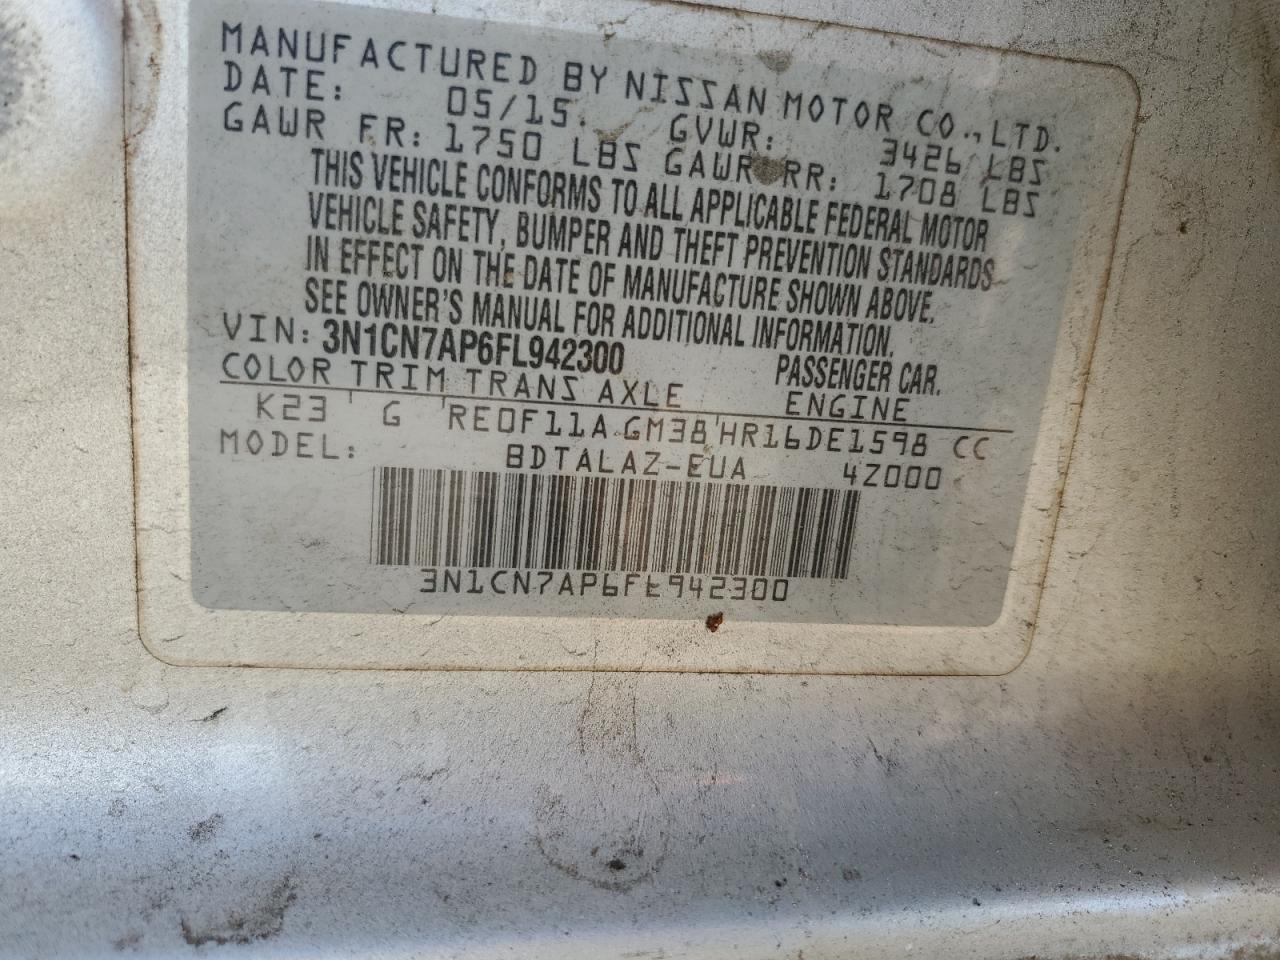 MANUFACTURED BY NISSAN MOTOR CO.,LTD.
DATE: 05/15. GVWR: 3426 LBS
GAWR FR: 1750 LBS GAWR RR: 1708 LBS
THIS VEHICLE CONFORMS TO ALL APPLICABLE FEDERAL MOTOR
VEHICLE SAFETY, BUMPER AND THEFT PREVENTION STANDARDS
IN EFFECT ON THE DATE OF MANUFACTURE SHOWN ABOVE.
SEE OWNER'S MANUAL FOR ADDITIONAL INFORMATION.
VIN: 3N1CN7AP6FL942300 PASSENGER CAR.
COLOR TRIM TRANS AXLE ENGINE
K23 G RE0F11A GM38 HR16DE1598 CC
MODEL: BDTALAZ-EUA 4Z000
3N1CN7AP6FL942300